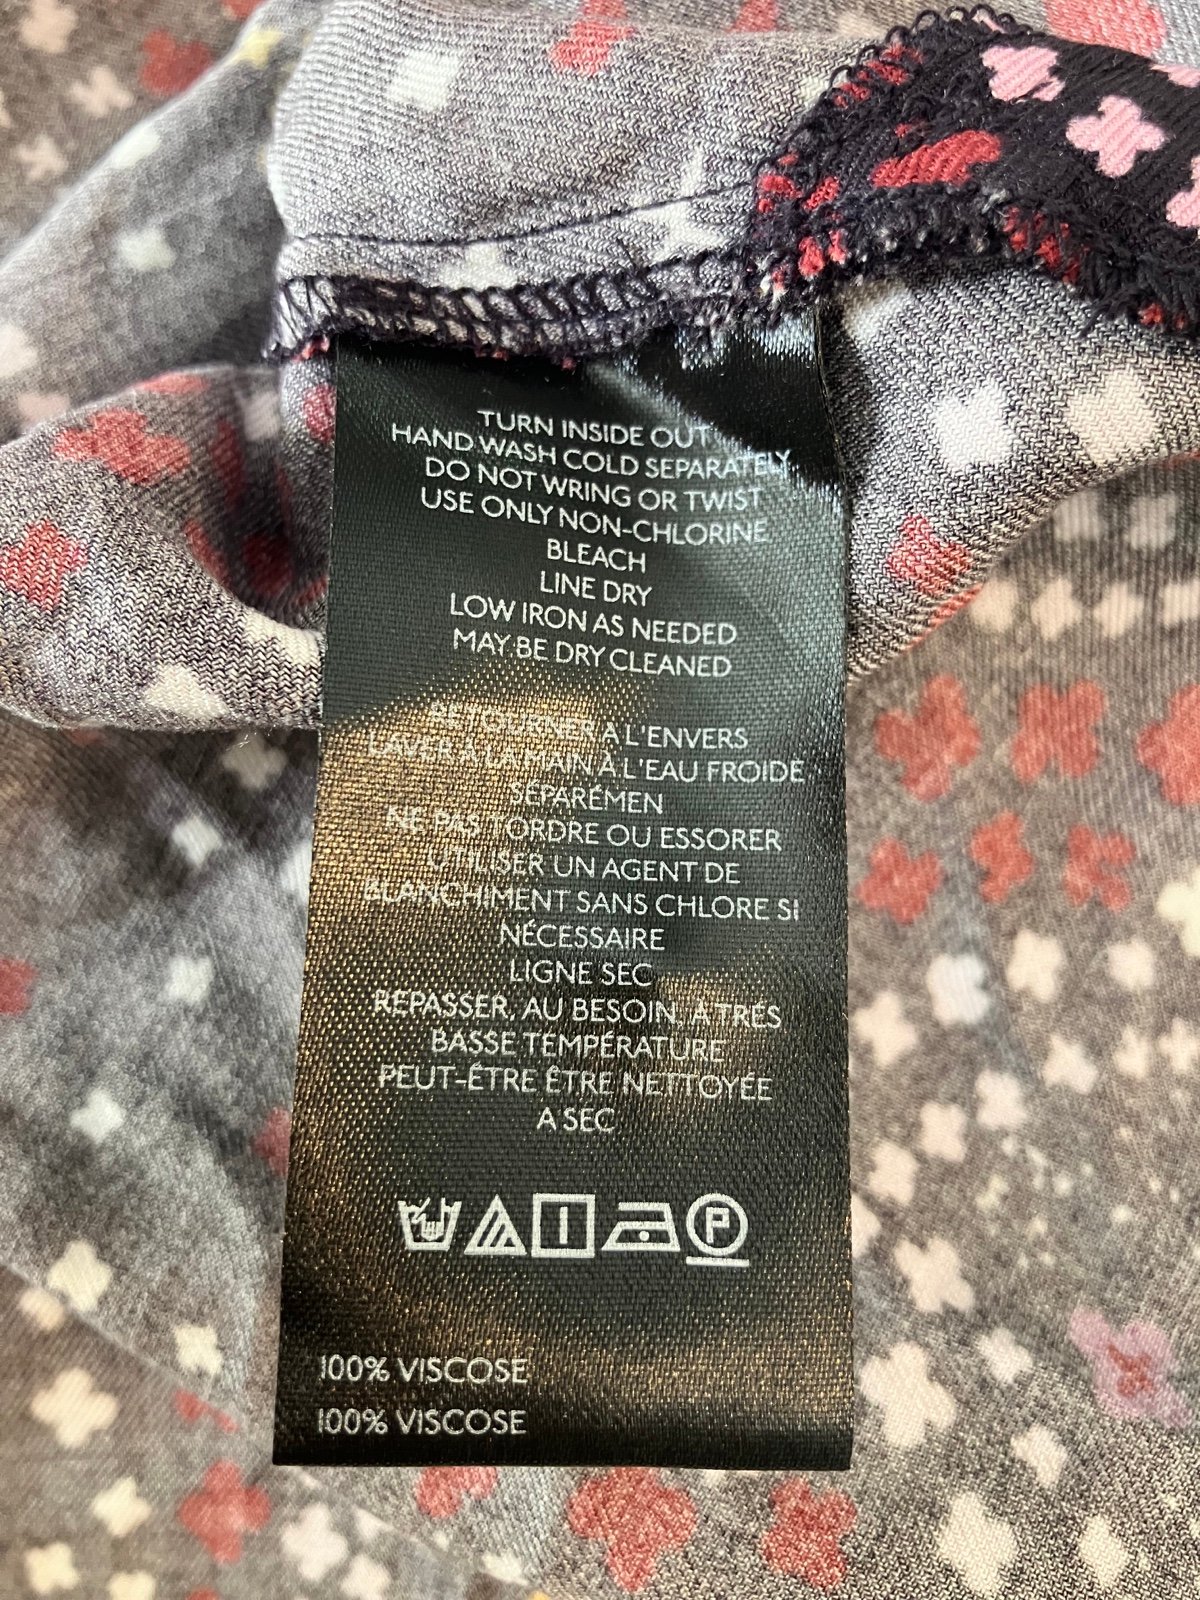 TURN INSIDE OUT
HAND WASH COLD SEPARATELY
DO NOT WRING OR TWIST
USE ONLY NON-CHLORINE
BLEACH
LINE DRY
LOW IRON AS NEEDED
MAY BE DRY CLEANED
RETOURNER À L'ENVERS
LAVER À LA MAIN À L'EAU FROIDE
SÉPARÉMEN
NE PAS TORDRE OU ESSORER
UTILISER UN AGENT DE
BLANCHIMENT SANS CHLORE SI
NÉCESSAIRE
LIGNE SEC
REPASSER, AU BESOIN, À TRÉS
BASSE TEMPÉRATURE
PEUT-ÊTRE ÊTRE NETTOYÉE
A SEC
P
100% VISCOSE
100% VISCOSE